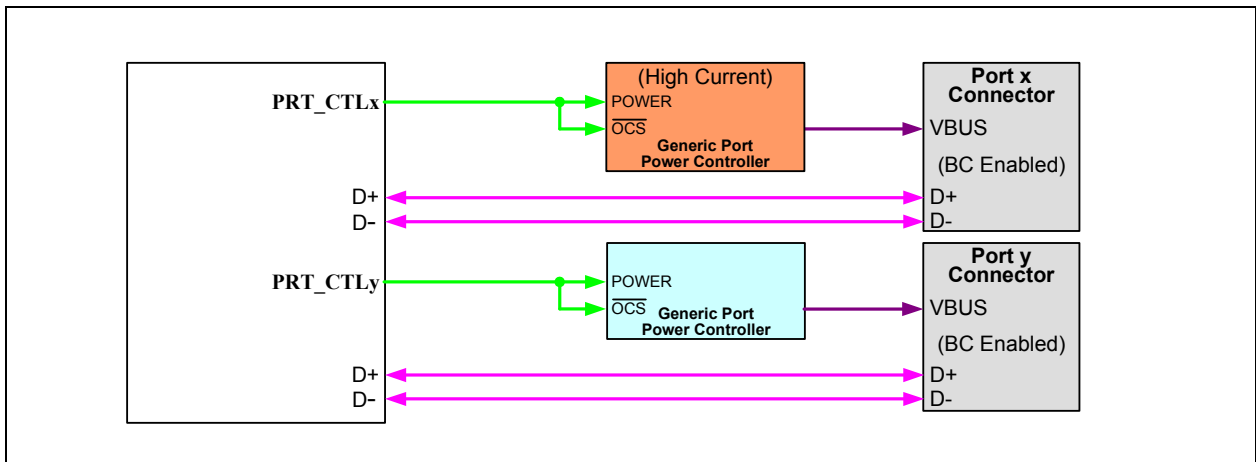 PRT_CTLx
D+
D-
PRT_CTLy
D+
D-
(High Current)
POWER
OCS
Generic Port
Power Controller
POWER
OCS
Generic Port
Power Controller
Port x
Connector
VBUS
(BC Enabled)
D+
D-
Port y
Connector
VBUS
(BC Enabled)
D+
D-